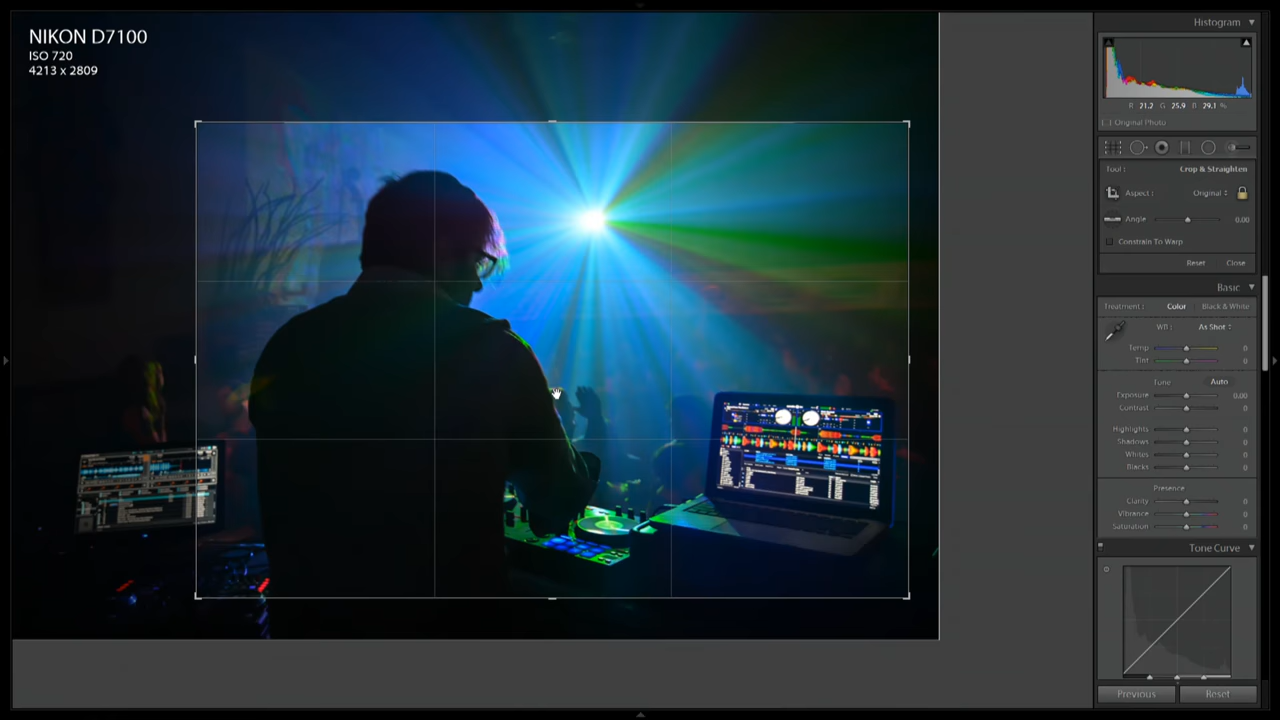 NIKON D7100
ISO 720
4213 x 2809
Histogram
R 21.2 G 25.9 B 29.1 %
Original Photo
Tool : Crop & Straighten
Aspect : Original
Angle 0.00
Constrain To Warp
Reset Close
Basic
Treatment : Color Black & White
WB : As Shot
Temp 0
Tint 0
Tone Auto
Exposure 0.00
Contrast 0
Highlights 0
Shadows 0
Whites 0
Blacks 0
Presence
Clarity 0
Vibrance 0
Saturation 0
Tone Curve
Previous Reset